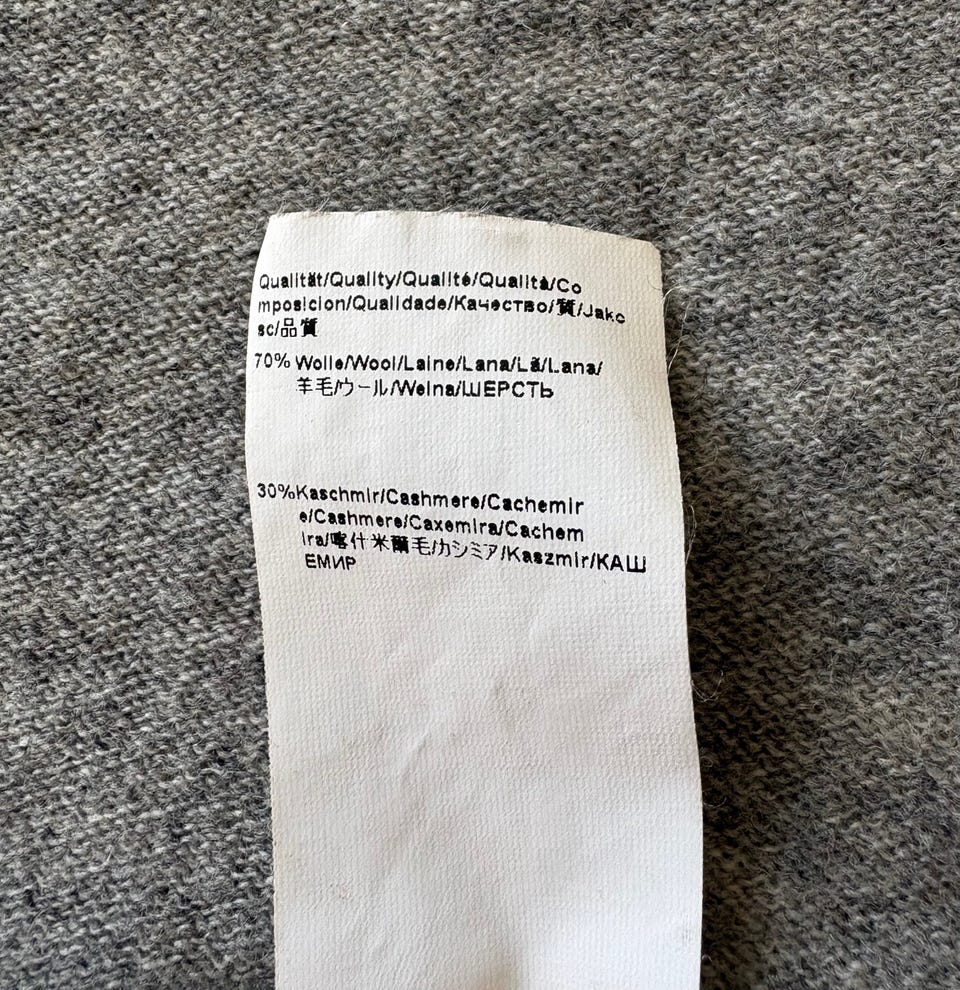 Qualität/Quality/Qualité/Qualità/Co
mposicion/Qualidade/Качество/質/Jako
sc/品質
70% Wolle/Wool/Laine/Lana/Lã/Lana/
羊毛/ウール/Welna/ШЕРСТЬ
30%Kaschmir/Cashmere/Cachemir
e/Cashmere/Caxemira/Cachem
ira/喀什米爾毛/カシミア/Kaszmir/КАШ
ЕМИР